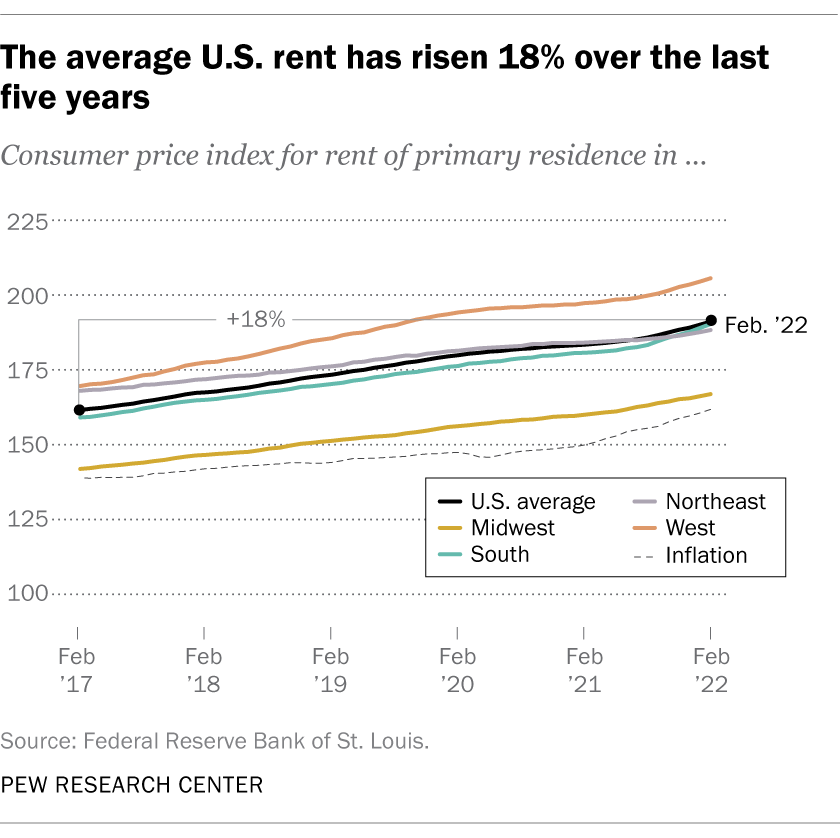 The average U.S. rent has risen 18% over the last
five years
Consumer price index for rent of primary residence in ...
225
200
+18%
Feb. ’22
175
150
U.S. average
Northeast
Midwest
West
South
Inflation
125
100
Feb Feb Feb Feb Feb Feb
’17 ’18 ’19 ’20 ’21 ’22
Source: Federal Reserve Bank of St. Louis.
PEW RESEARCH CENTER